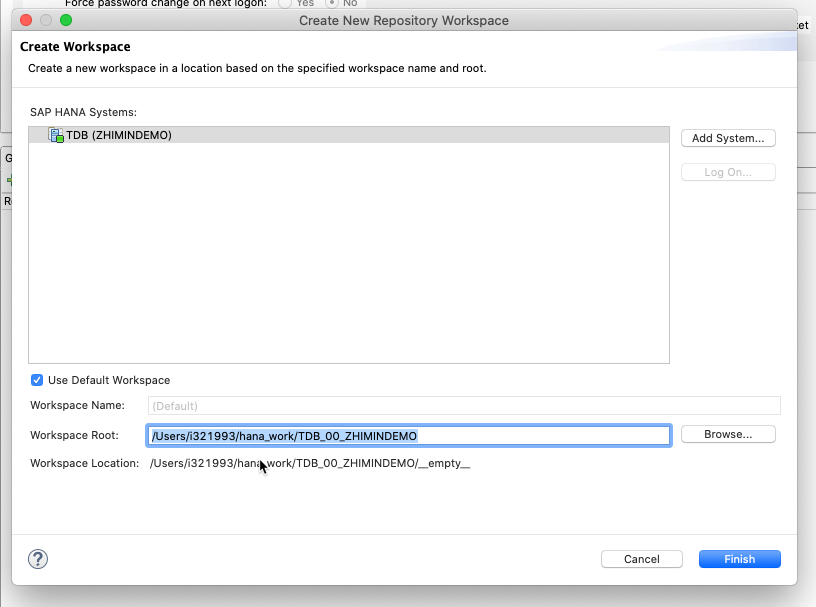 Force password change on next logon: Yes No
Create New Repository Workspace
ket
Create Workspace
Create a new workspace in a location based on the specified workspace name and root.
SAP HANA Systems:
TDB (ZHIMINDEMO)
Add System...
Log On...
G
Use Default Workspace
Workspace Name: (Default)
Workspace Root: /Users/i321993/hana_work/TDB_00_ZHIMINDEMO Browse...
Workspace Location: /Users/i321993/hana_work/TDB_00_ZHIMINDEMO/__empty__
? Cancel Finish